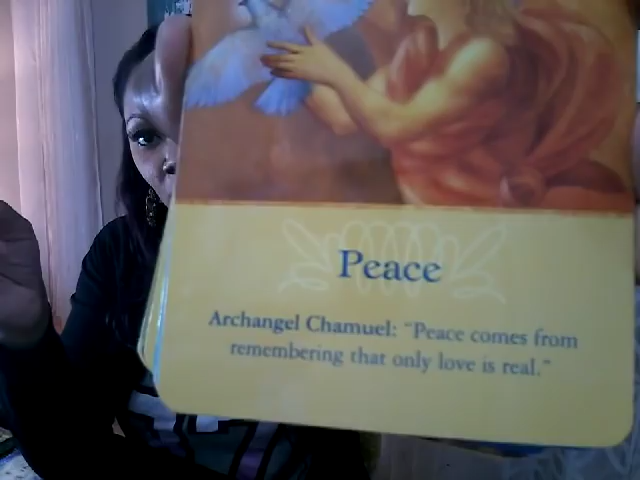 Peace
Archangel Chamuel: "Peace comes from
remembering that only love is real."